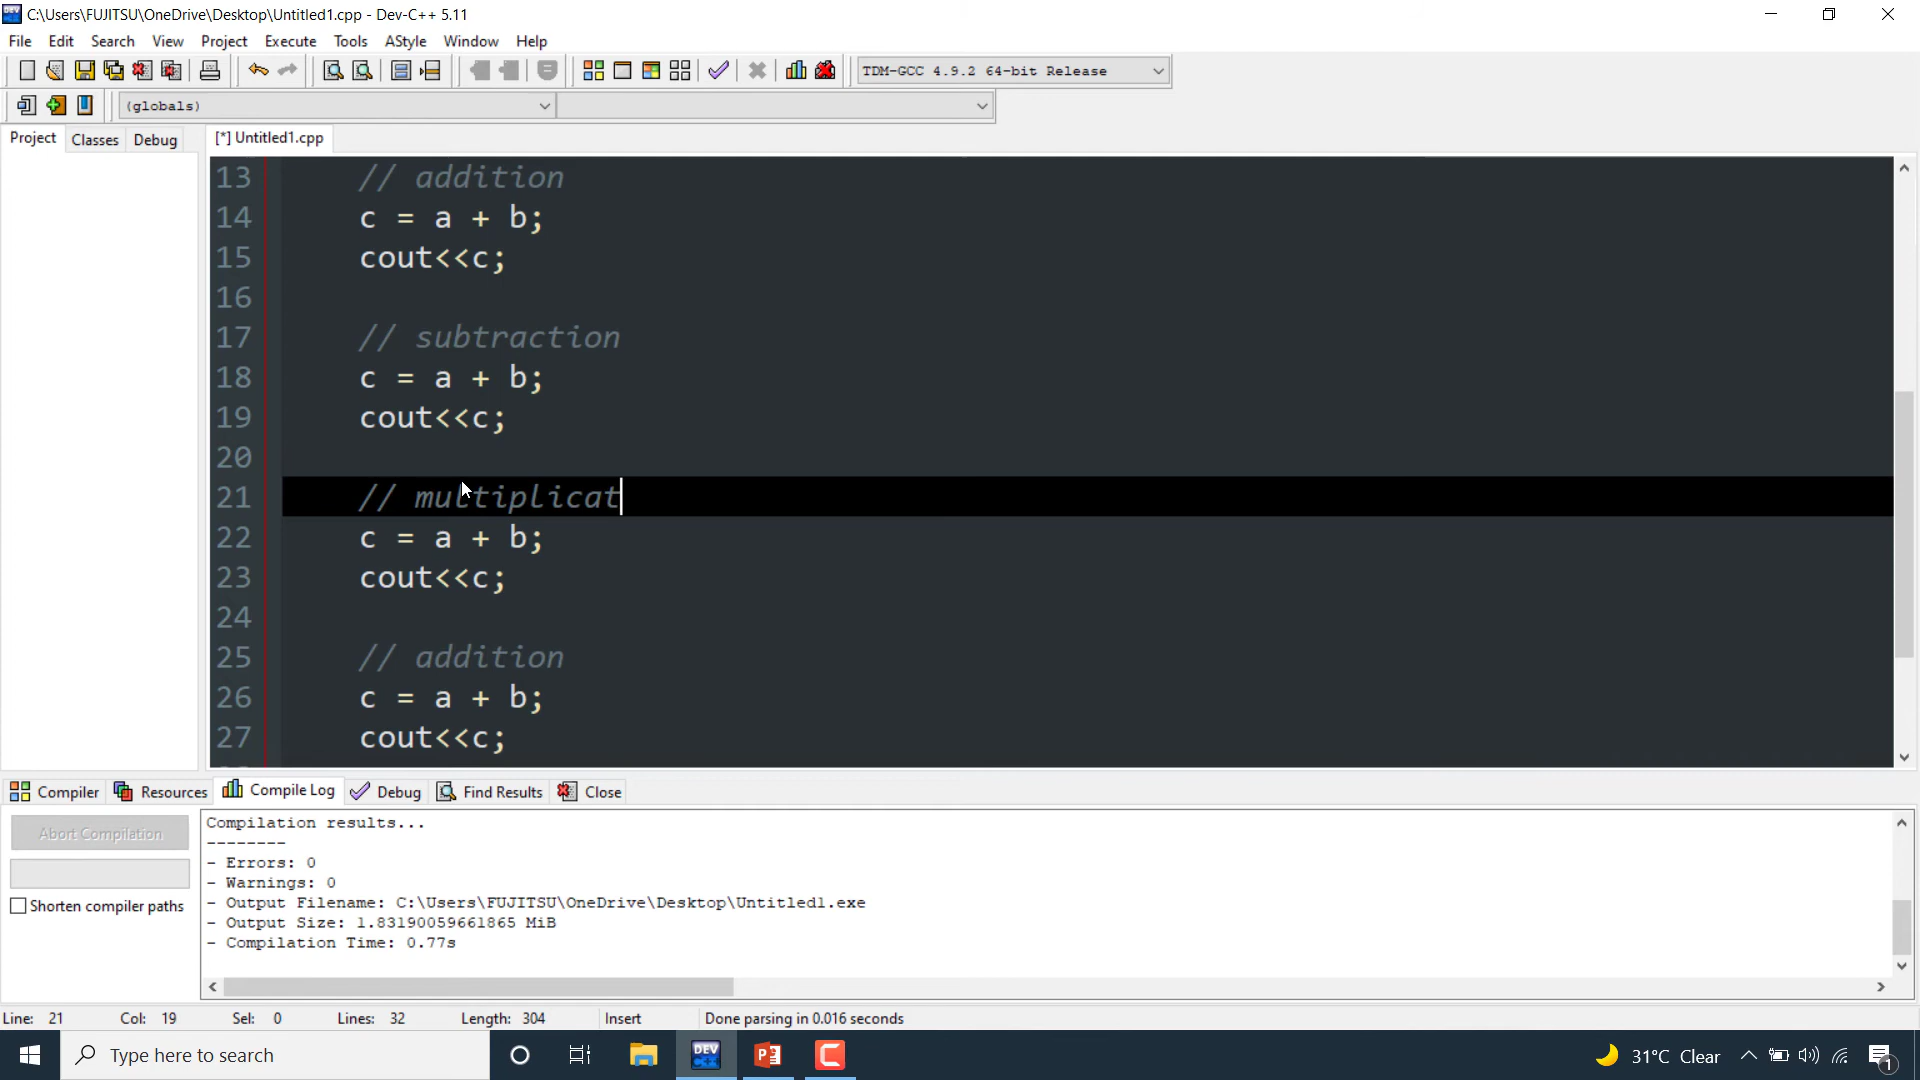 C:\Users\FUJITSU\OneDrive\Desktop\Untitled1.cpp - Dev-C++ 5.11
File Edit Search View Project Execute Tools AStyle Window Help
TDM-GCC 4.9.2 64-bit Release
(globals)
Project Classes Debug [*] Untitled1.cpp
13 // addition
14 c = a + b;
15 cout<<c;
16
17 // subtraction
18 c = a + b;
19 cout<<c;
20
21 // multiplicat
22 c = a + b;
23 cout<<c;
24
25 // addition
26 c = a + b;
27 cout<<c;
Compiler Resources Compile Log Debug Find Results Close
Abort Compilation
Shorten compiler paths
Compilation results...
--------
- Errors: 0
- Warnings: 0
- Output Filename: C:\Users\FUJITSU\OneDrive\Desktop\Untitled1.exe
- Output Size: 1.83190059661865 MiB
- Compilation Time: 0.77s
Line: 21 Col: 19 Sel: 0 Lines: 32 Length: 304 Insert Done parsing in 0.016 seconds
Type here to search
DEV C++
P
31°C Clear
1